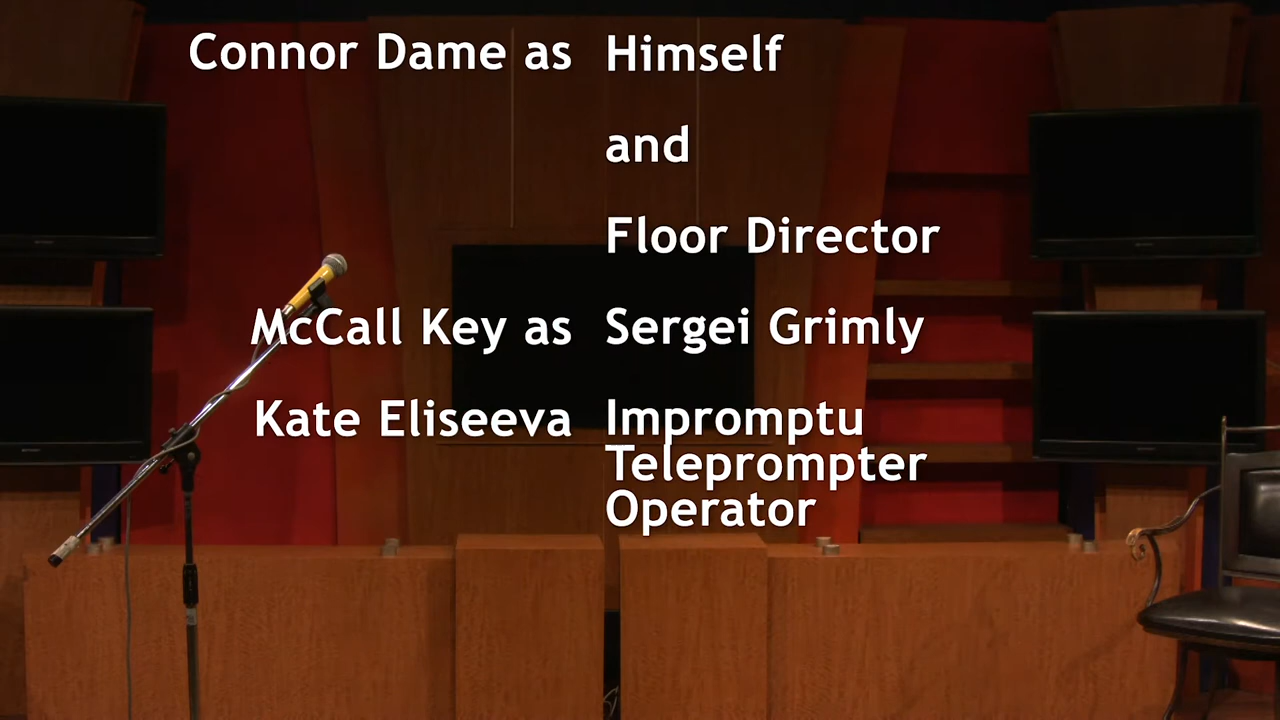 Connor Dame as Himself
and
Floor Director
McCall Key as Sergei Grimly
Kate Eliseeva Impromptu
Teleprompter
Operator